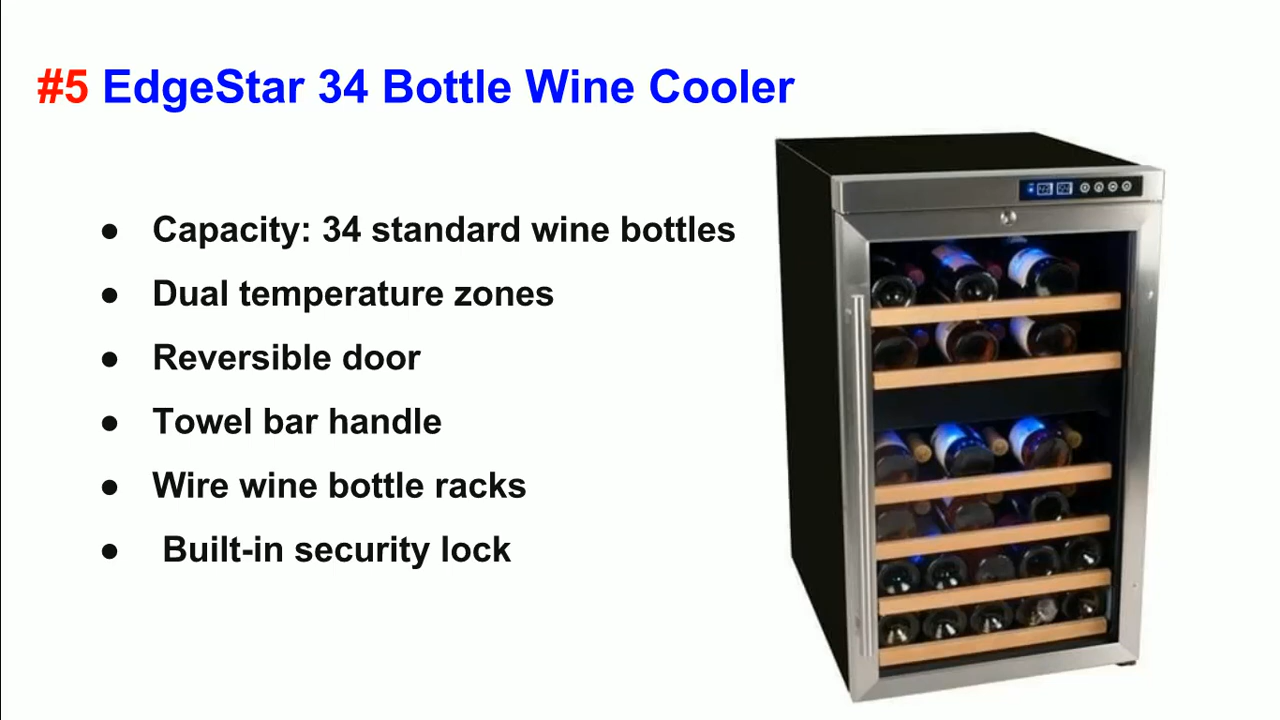 #5 EdgeStar 34 Bottle Wine Cooler
● Capacity: 34 standard wine bottles
● Dual temperature zones
● Reversible door
● Towel bar handle
● Wire wine bottle racks
● Built-in security lock